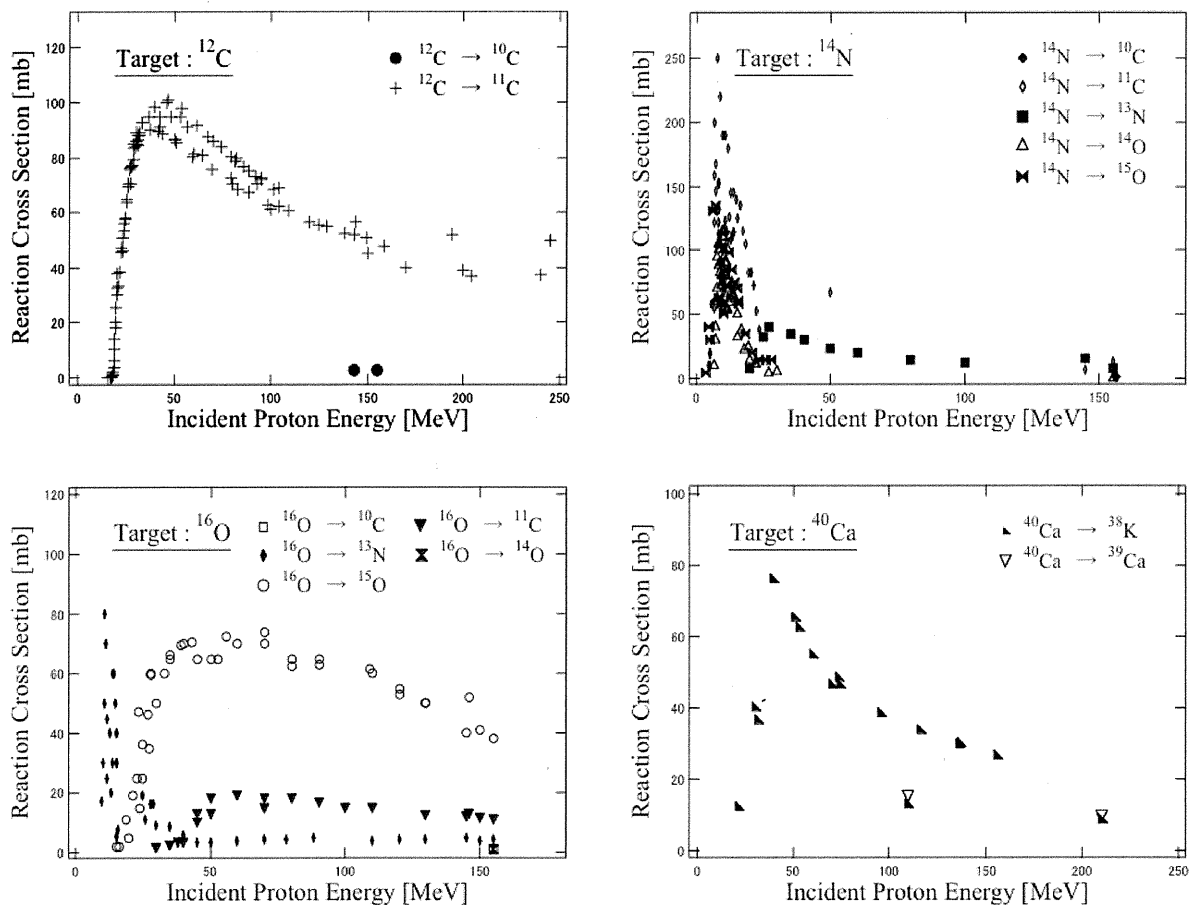 Target : ¹²C
¹²C → ¹⁰C
¹²C → ¹¹C
Reaction Cross Section [mb]
120
100
80
60
40
20
0
0 50 100 150 200 250
Incident Proton Energy [MeV]
Target : ¹⁴N
¹⁴N → ¹⁰C
¹⁴N → ¹¹C
¹⁴N → ¹³N
¹⁴N → ¹⁴O
¹⁴N → ¹⁵O
Reaction Cross Section [mb]
250
200
150
100
50
0
0 50 100 150
Incident Proton Energy [MeV]
Target : ¹⁶O
¹⁶O → ¹⁰C ¹⁶O → ¹¹C
¹⁶O → ¹³N ¹⁶O → ¹⁴O
¹⁶O → ¹⁵O
Reaction Cross Section [mb]
120
100
80
60
40
20
0
0 50 100 150
Incident Proton Energy [MeV]
Target : ⁴⁰Ca
⁴⁰Ca → ³⁸K
⁴⁰Ca → ³⁹Ca
Reaction Cross Section [mb]
100
80
60
40
20
0
0 50 100 150 200 250
Incident Proton Energy [MeV]